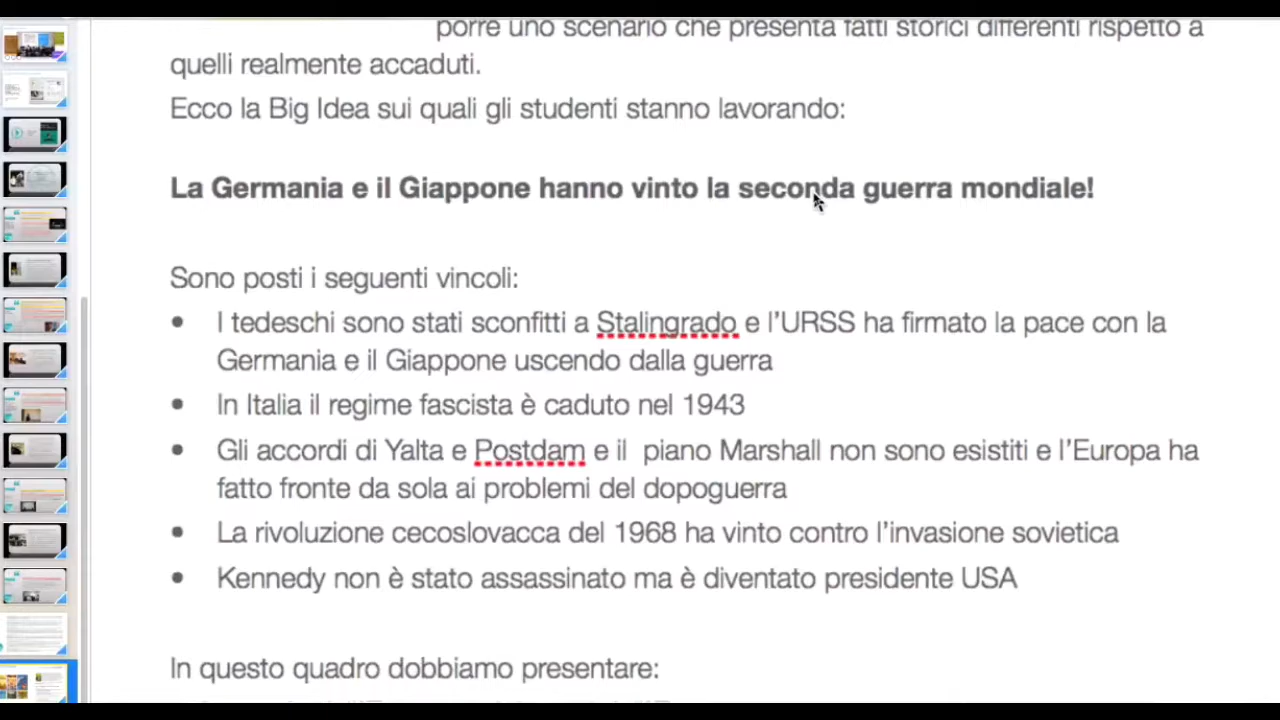 porre uno scenario che presenta fatti storici differenti rispetto a
quelli realmente accaduti.
Ecco la Big Idea sui quali gli studenti stanno lavorando:
La Germania e il Giappone hanno vinto la seconda guerra mondiale!
Sono posti i seguenti vincoli:
• I tedeschi sono stati sconfitti a Stalingrado e l'URSS ha firmato la pace con la
Germania e il Giappone uscendo dalla guerra
• In Italia il regime fascista è caduto nel 1943
• Gli accordi di Yalta e Postdam e il piano Marshall non sono esistiti e l'Europa ha
fatto fronte da sola ai problemi del dopoguerra
• La rivoluzione cecoslovacca del 1968 ha vinto contro l'invasione sovietica
• Kennedy non è stato assassinato ma è diventato presidente USA
In questo quadro dobbiamo presentare: